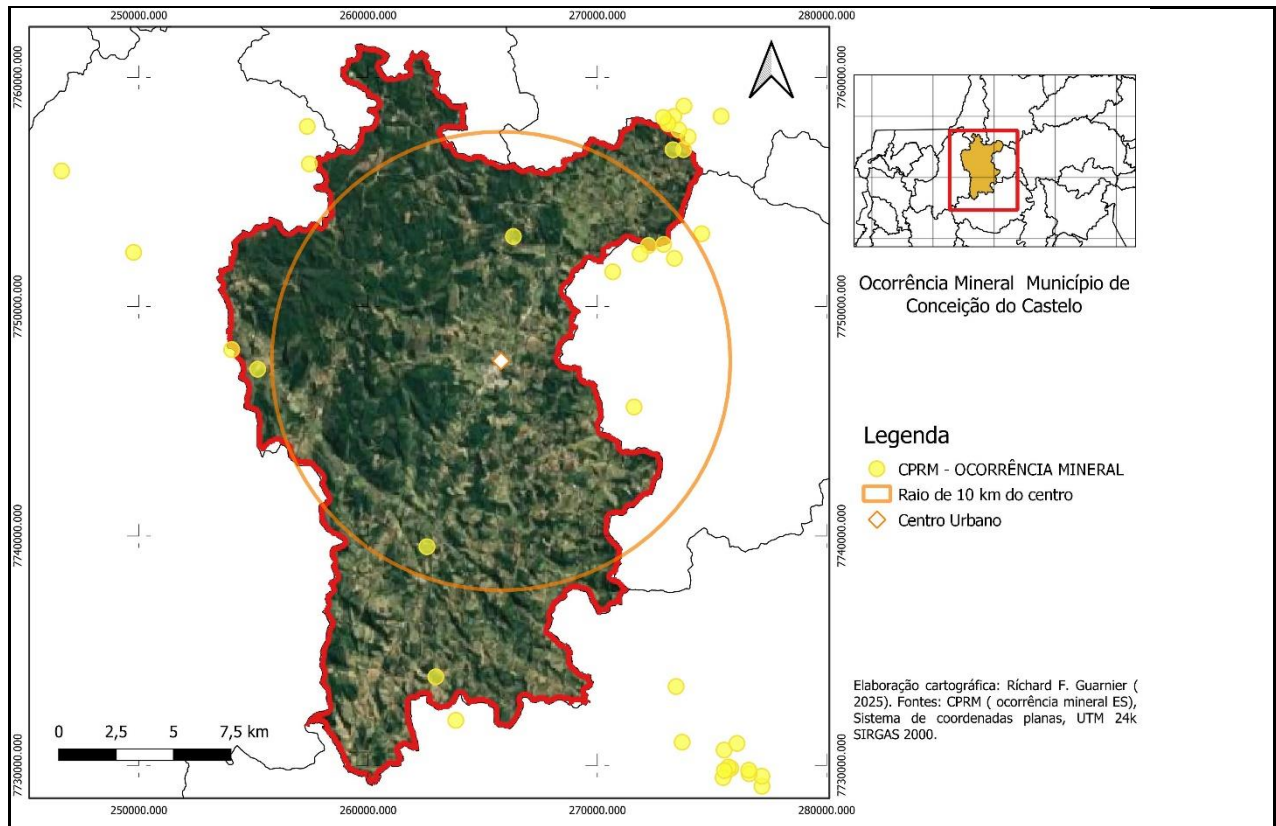 250000.000 260000.000 270000.000 280000.000
7760000.000 7760000.000
7750000.000 7750000.000
7740000.000 7740000.000
7730000.000 7730000.000
0 2,5 5 7,5 km
250000.000 260000.000 270000.000 280000.000
Ocorrência Mineral Município de
Conceição do Castelo
Legenda
CPRM - OCORRÊNCIA MINERAL
Raio de 10 km do centro
Centro Urbano
Elaboração cartográfica: Ríchard F. Guarnier (
2025). Fontes: CPRM ( ocorrência mineral ES),
Sistema de coordenadas planas, UTM 24k
SIRGAS 2000.